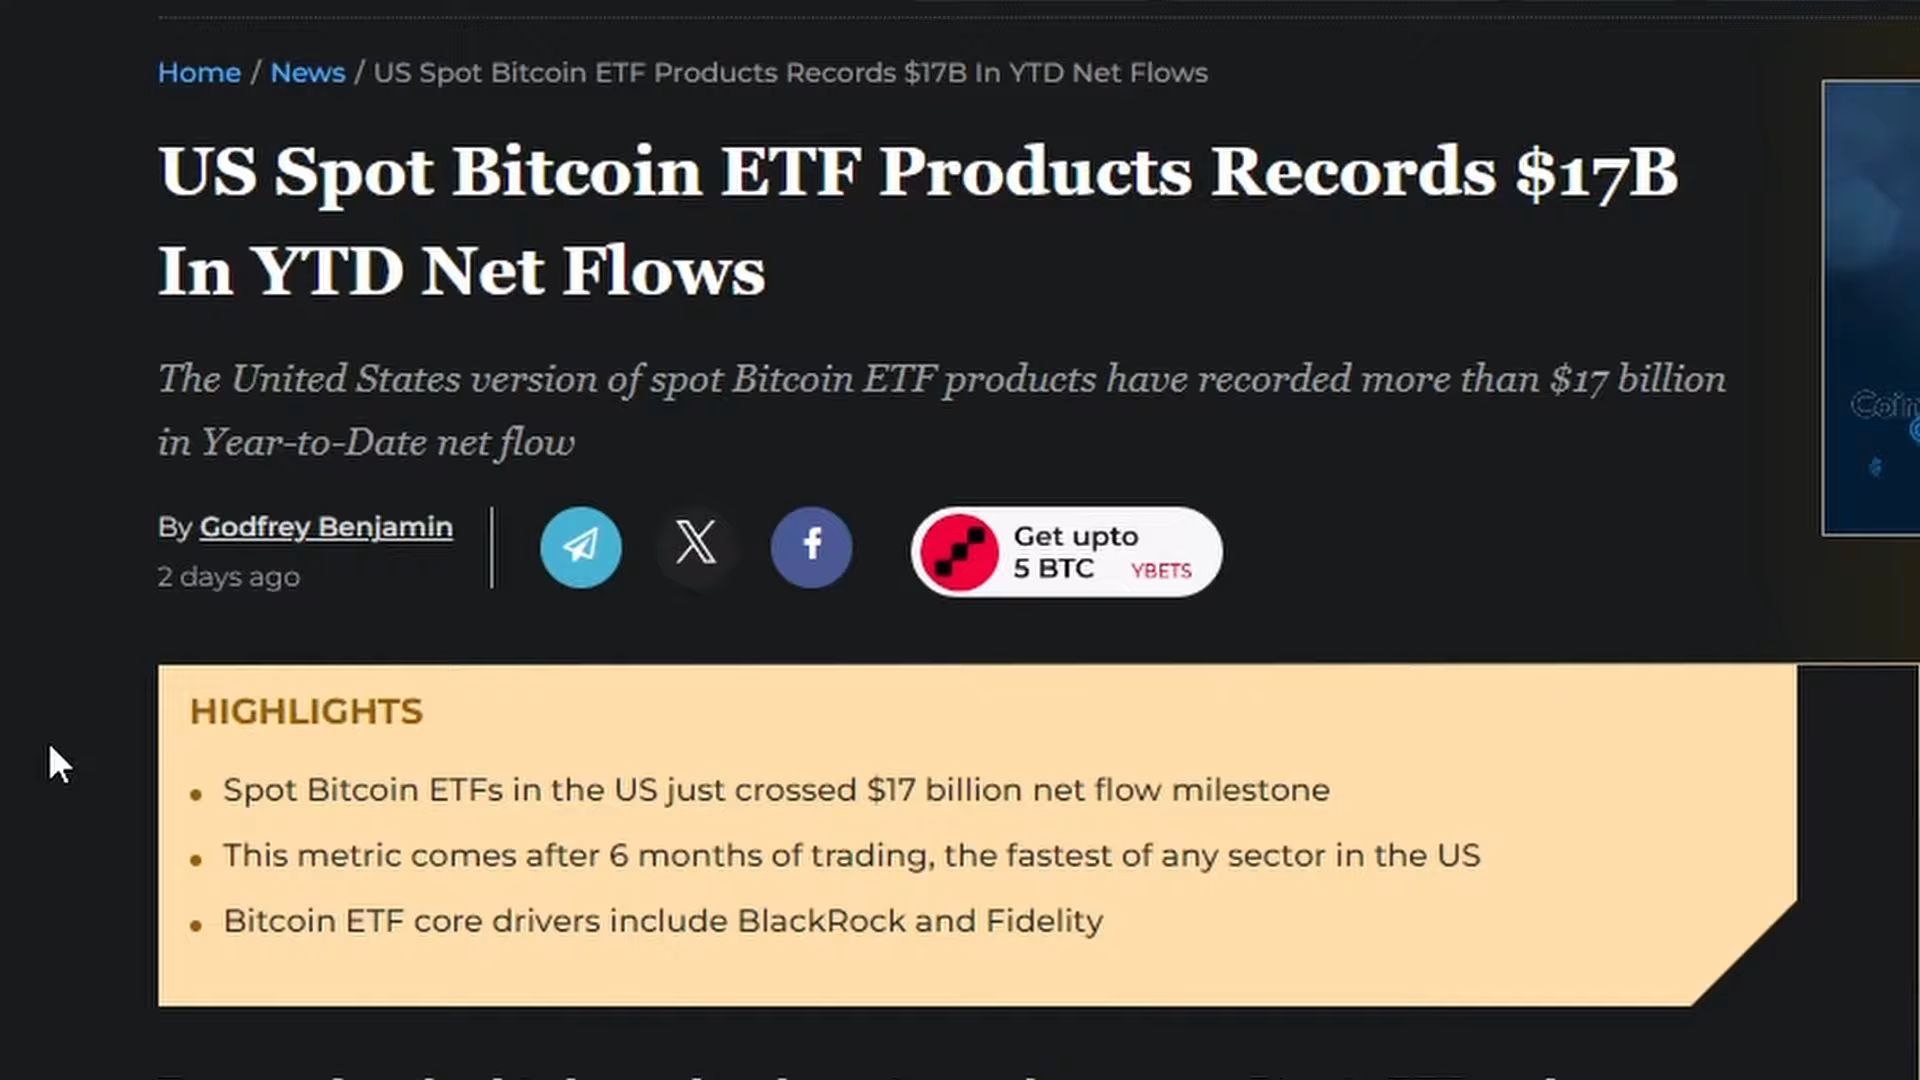 Home / News / US Spot Bitcoin ETF Products Records $17B In YTD Net Flows
US Spot Bitcoin ETF Products Records $17B
In YTD Net Flows
The United States version of spot Bitcoin ETF products have recorded more than $17 billion
in Year-to-Date net flow
By Godfrey Benjamin
2 days ago
Get upto
5 BTC YBETS
HIGHLIGHTS
• Spot Bitcoin ETFs in the US just crossed $17 billion net flow milestone
• This metric comes after 6 months of trading, the fastest of any sector in the US
• Bitcoin ETF core drivers include BlackRock and Fidelity